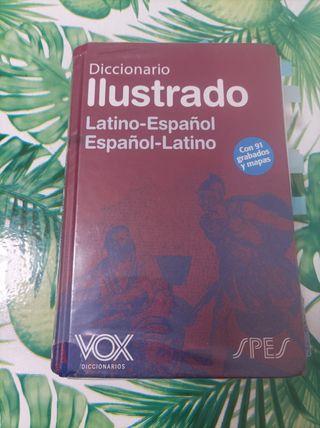 Diccionario
Ilustrado
Latino-Español
Español-Latino
Con 91
grabados
y mapas
VOX
DICCIONARIOS
SPES